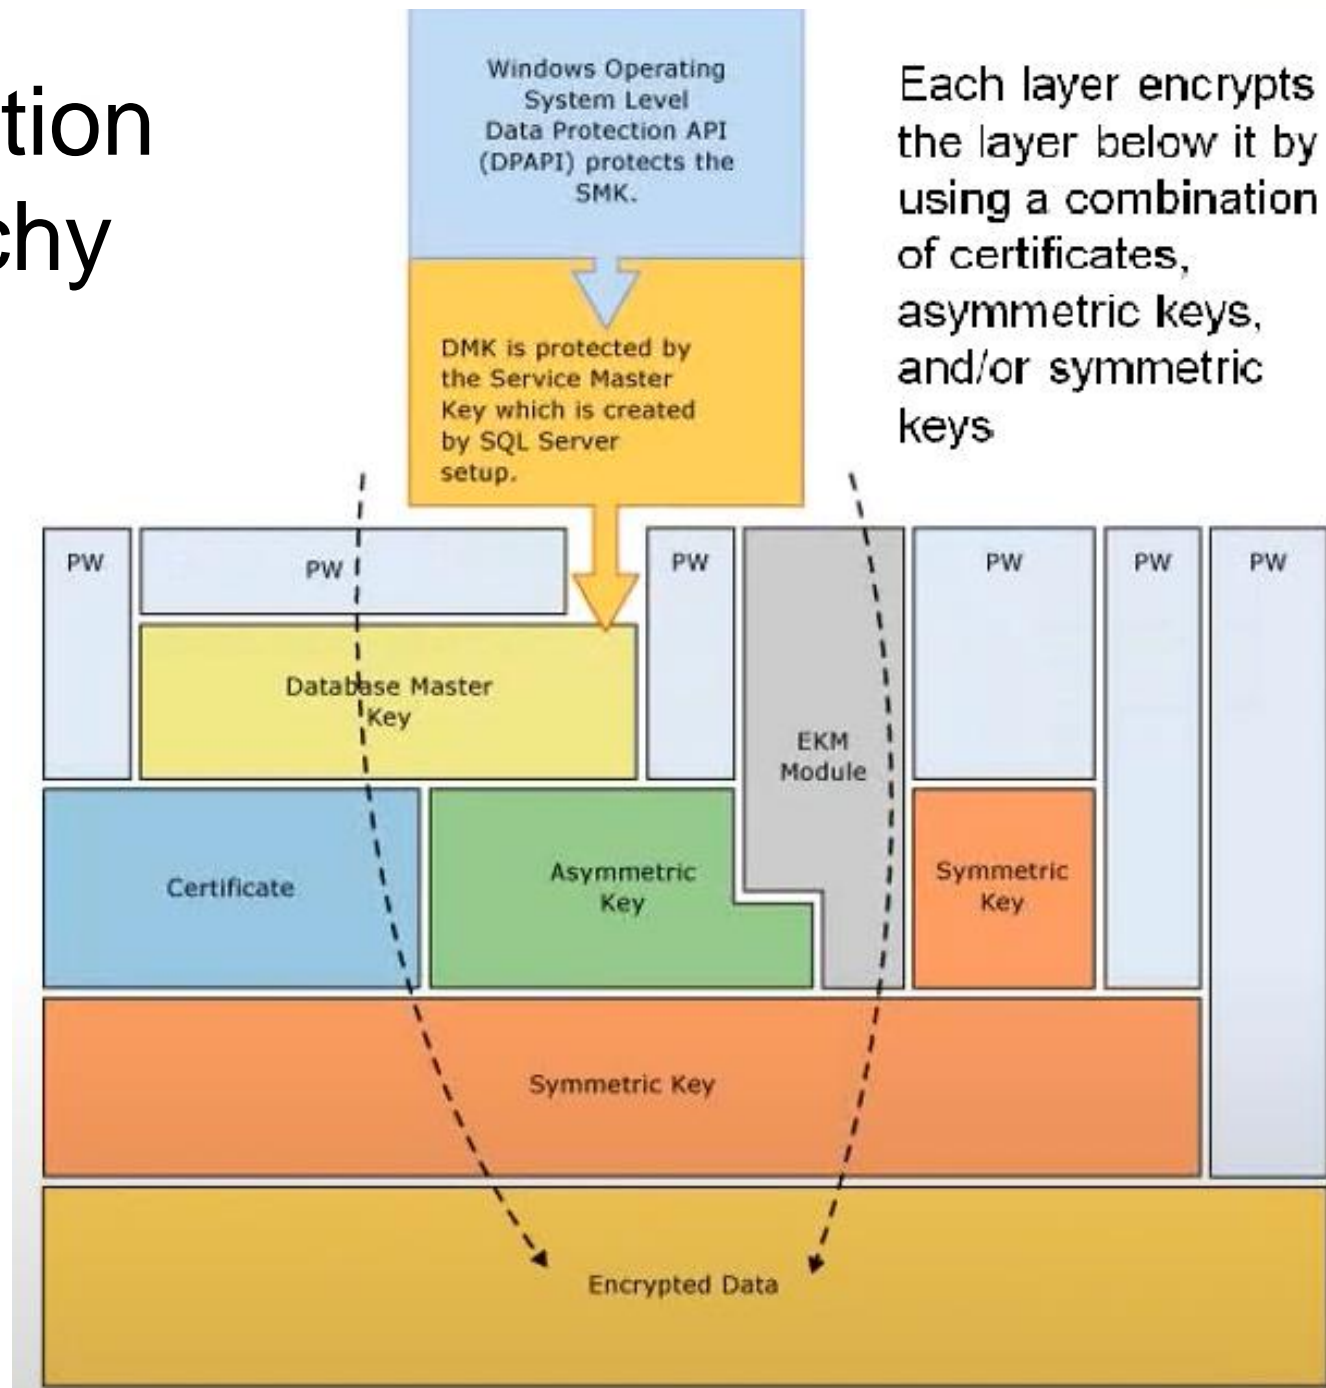 tion
chy
Windows Operating
System Level
Data Protection API
(DPAPI) protects the
SMK.
Each layer encrypts
the layer below it by
using a combination
of certificates,
asymmetric keys,
and/or symmetric
keys
DMK is protected by
the Service Master
Key which is created
by SQL Server
setup.
PW
PW
PW
PW
PW
PW
Database Master
Key
EKM
Module
Certificate
Asymmetric
Key
Symmetric
Key
Symmetric Key
Encrypted Data